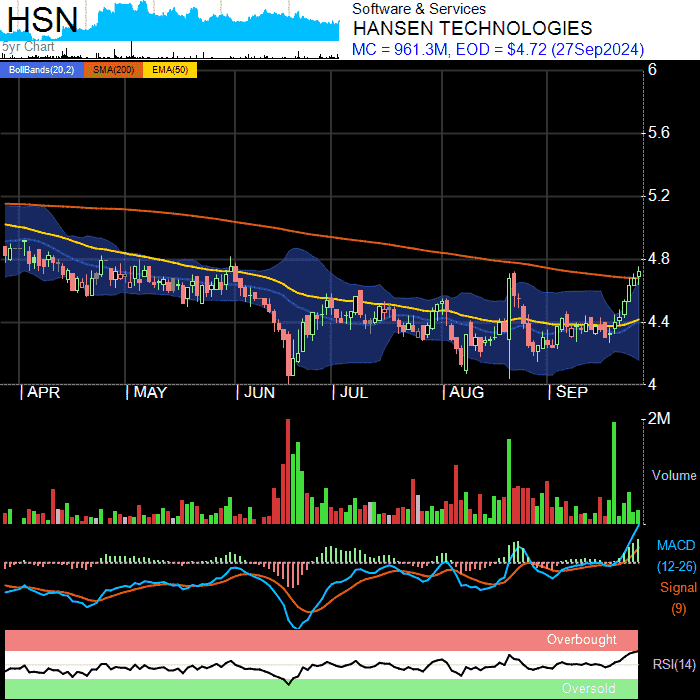 HSN
5yr Chart
Software & Services
HANSEN TECHNOLOGIES
MC = 961.3M, EOD = $4.72 (27Sep2024)
BollBands(20,2) SMA(200) EMA(50)
6
5.6
5.2
4.8
4.4
4
APR MAY JUN JUL AUG SEP
2M
Volume
MACD
(12-26)
Signal
(9)
Overbought
RSI(14)
Oversold